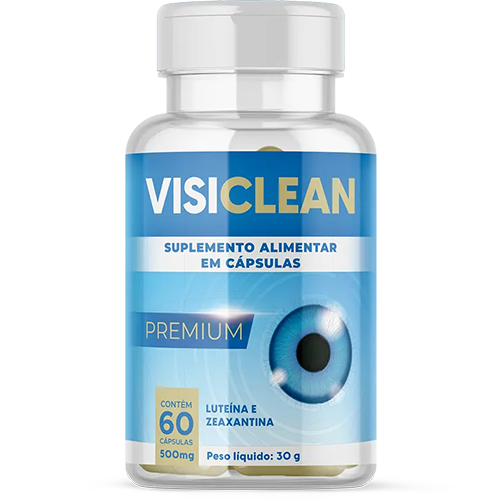 VISICLEAN
SUPLEMENTO ALIMENTAR
EM CÁPSULAS
PREMIUM
CONTÉM
60
CÁPSULAS
500mg
LUTEÍNA E
ZEAXANTINA
Peso líquido: 30 g